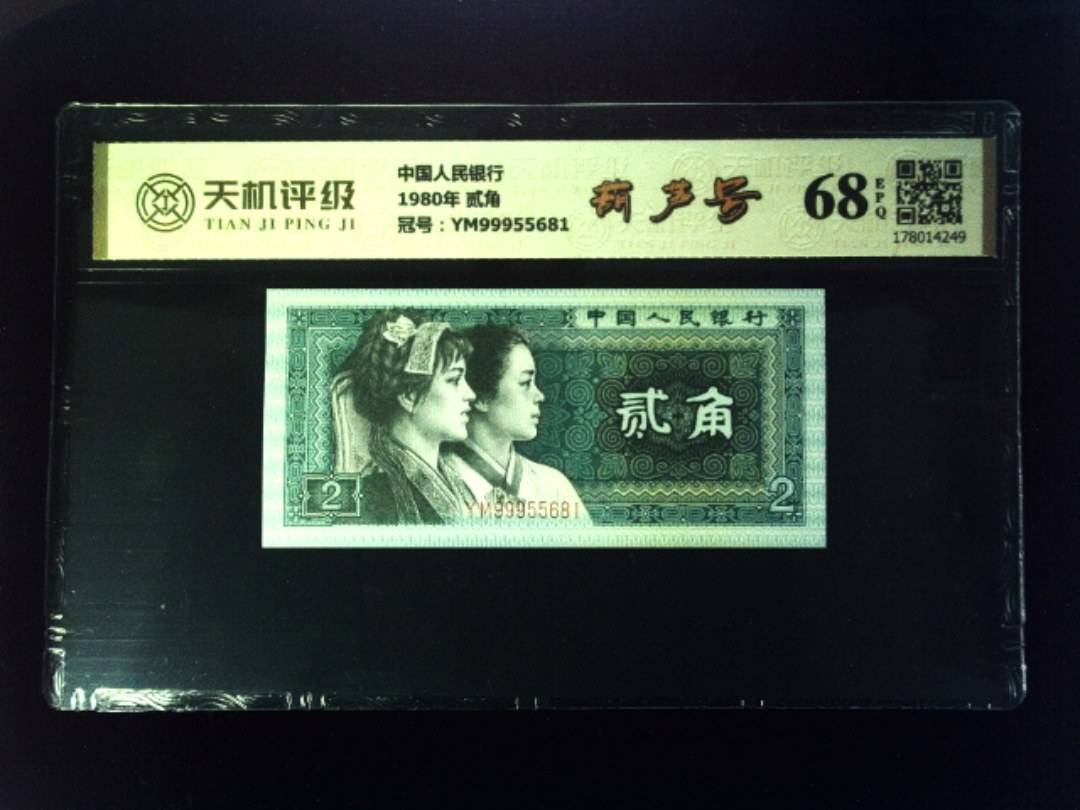 天机评级
TIAN JI PING JI
中国人民银行
1980年 贰角
冠号：YM99955681
葫芦号
68
EPQ
178014249
中国人民银行
贰角
2
YM99955681
2